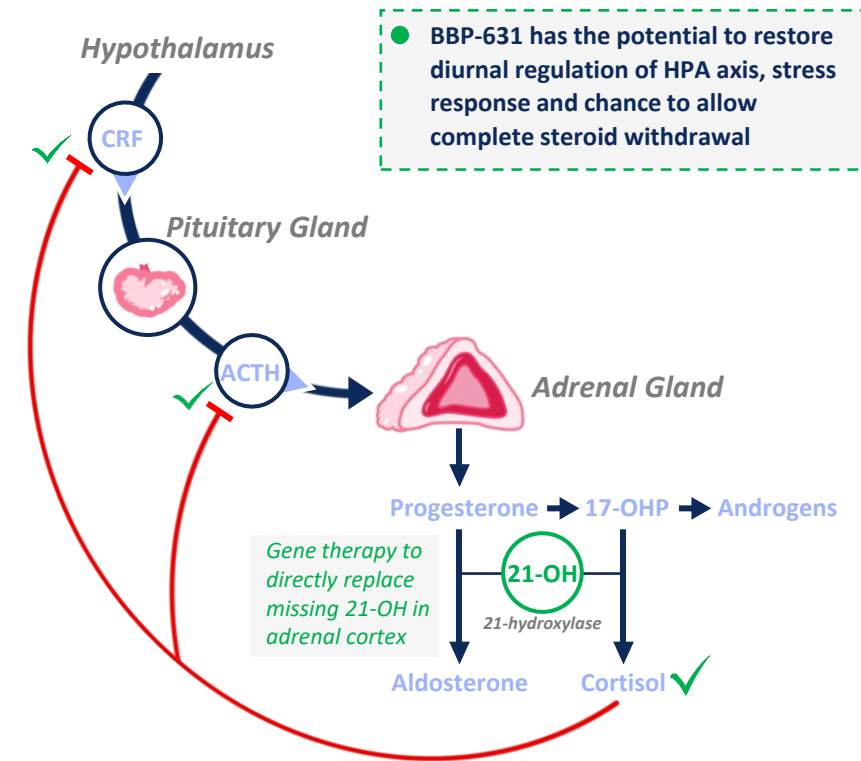 Hypothalamus
BBP-631 has the potential to restore
diurnal regulation of HPA axis, stress
response and chance to allow
complete steroid withdrawal
CRF
Pituitary Gland
ACTH
Adrenal Gland
Progesterone
17-OHP
Androgens
Gene therapy to
directly replace
missing 21-OH in
adrenal cortex
21-OH
21-hydroxylase
Aldosterone
Cortisol